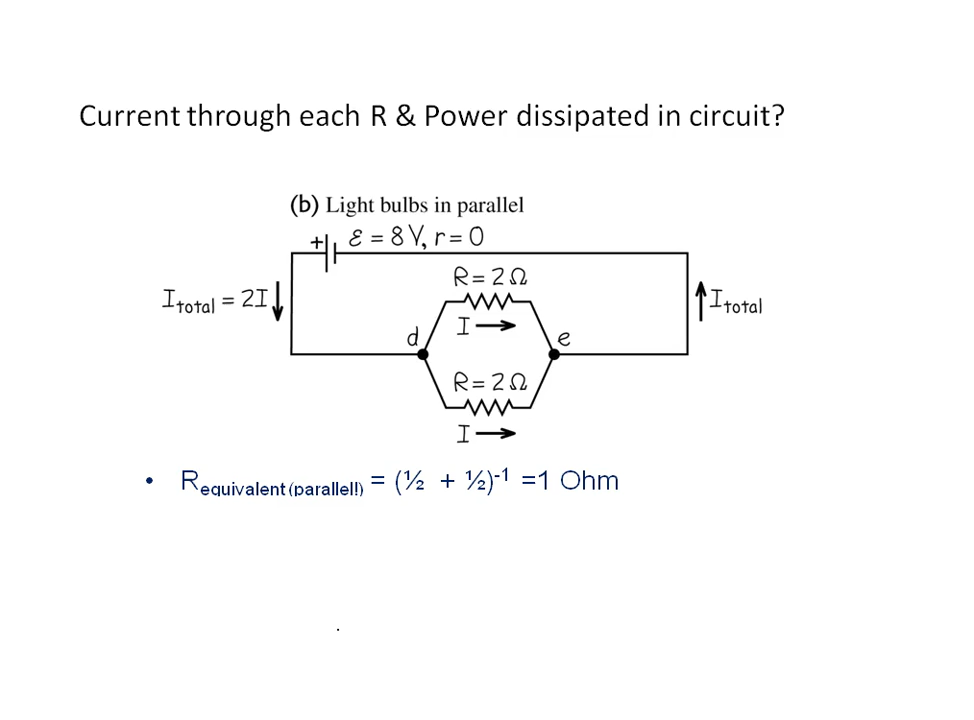 Current through each R & Power dissipated in circuit?
(b) Light bulbs in parallel
+ ℰ = 8 V, r = 0
R = 2 Ω
I_total = 2I
I_total
I
d
e
R = 2 Ω
I
• R_equivalent (parallel!) = (½ + ½)⁻¹ =1 Ohm
.